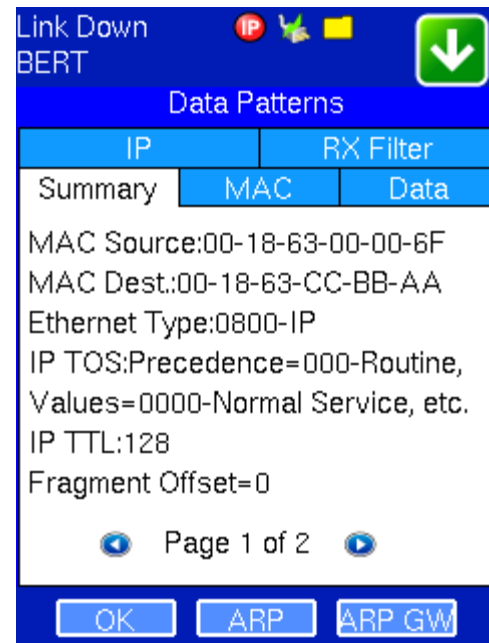 Link Down
IP
BERT
Data Patterns
IP RX Filter
Summary MAC Data
MAC Source:00-18-63-00-00-6F
MAC Dest.:00-18-63-CC-BB-AA
Ethernet Type:0800-IP
IP TOS:Precedence=000-Routine,
Values=0000-Normal Service, etc.
IP TTL:128
Fragment Offset=0
Page 1 of 2
OK ARP ARP GW